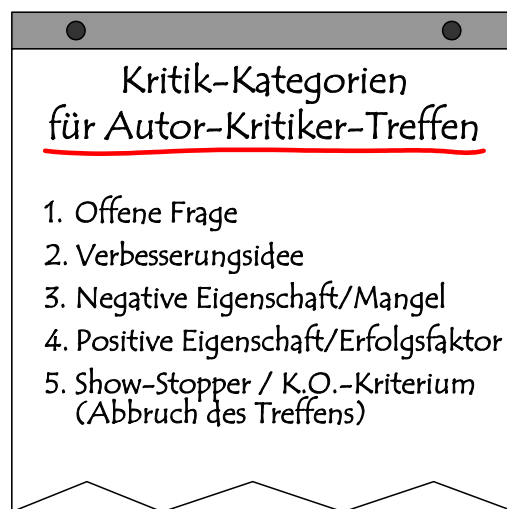 Kritik-Kategorien
für Autor-Kritiker-Treffen
1. Offene Frage
2. Verbesserungsidee
3. Negative Eigenschaft/Mangel
4. Positive Eigenschaft/Erfolgsfaktor
5. Show-Stopper / K.O.-Kriterium
(Abbruch des Treffens)